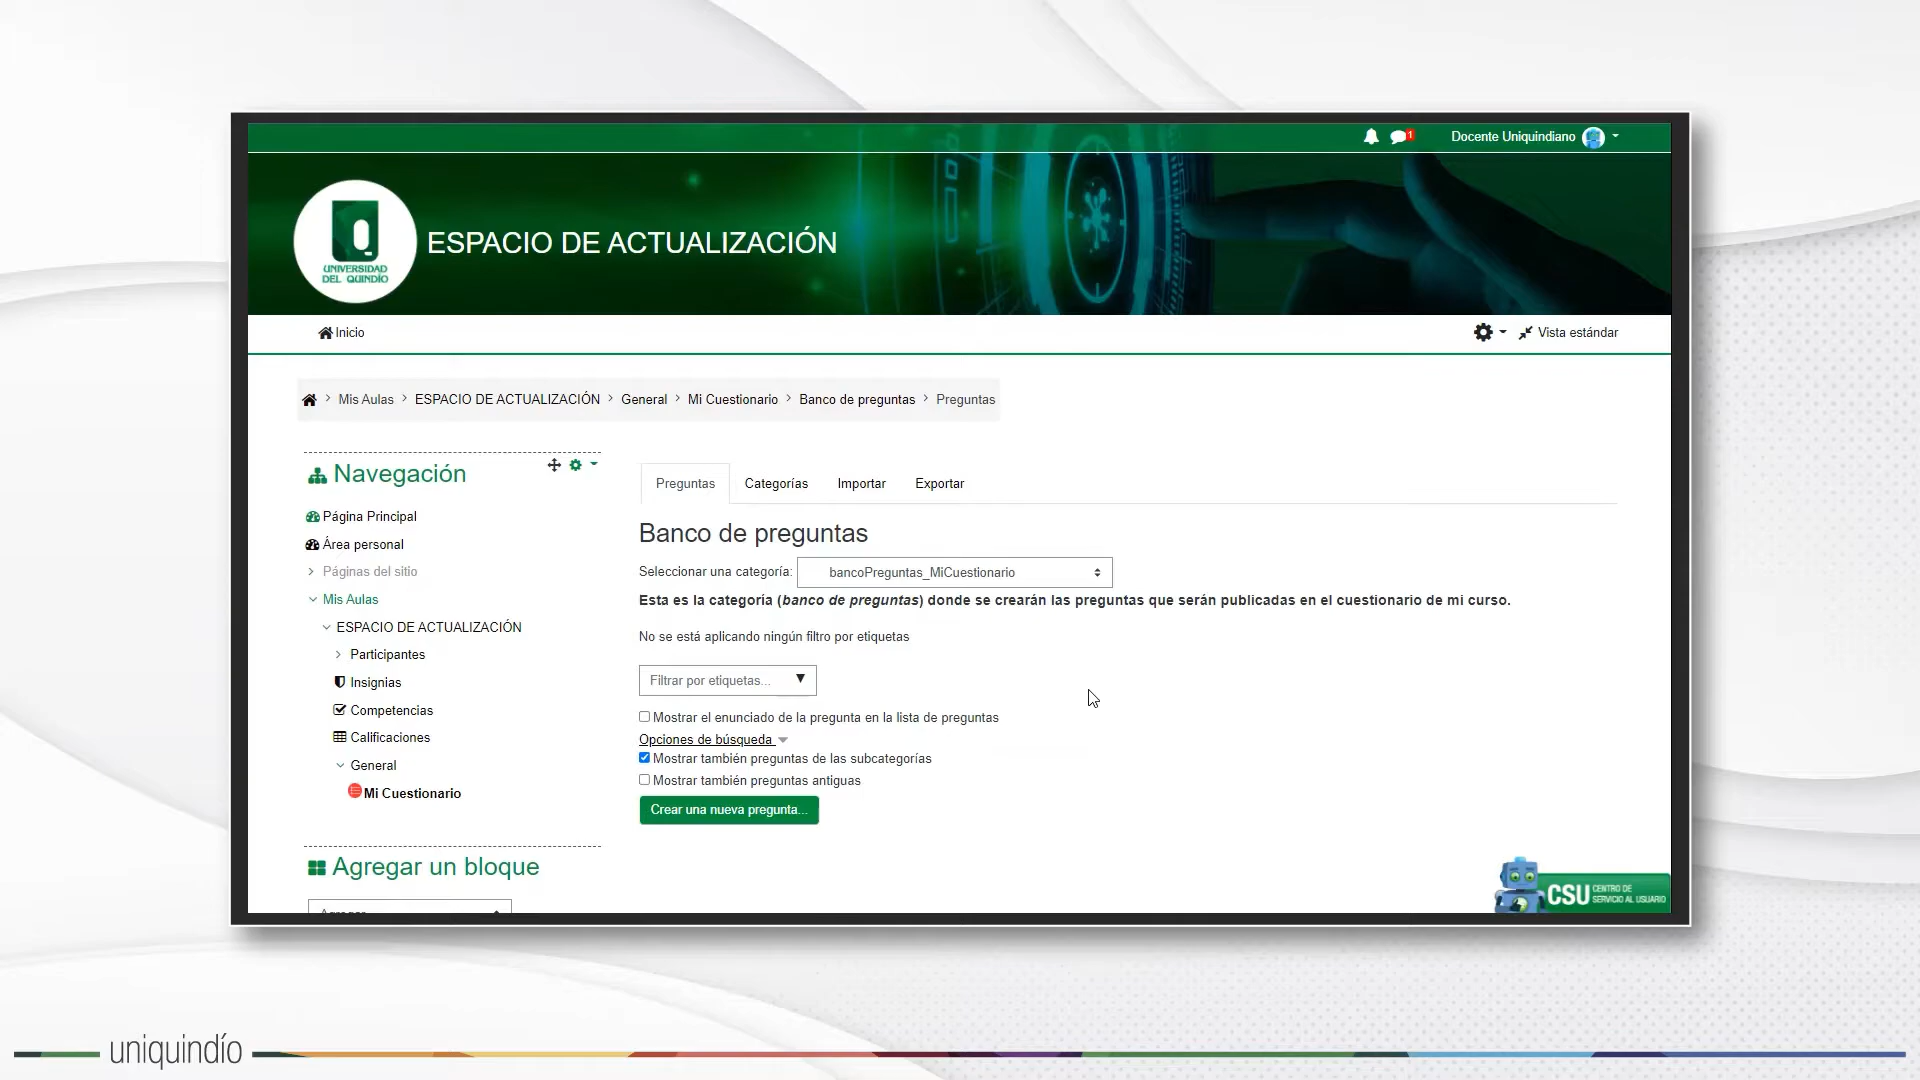 1
Docente Uniquindiano
UNIVERSIDAD
DEL QUINDÍO
ESPACIO DE ACTUALIZACIÓN
Inicio
Vista estándar
Mis Aulas > ESPACIO DE ACTUALIZACIÓN > General > Mi Cuestionario > Banco de preguntas > Preguntas
Navegación
Página Principal
Área personal
Páginas del sitio
Mis Aulas
ESPACIO DE ACTUALIZACIÓN
Participantes
Insignias
Competencias
Calificaciones
General
Mi Cuestionario
Agregar un bloque
Agregar
Preguntas Categorías Importar Exportar
Banco de preguntas
Seleccionar una categoría: bancoPreguntas_MiCuestionario
Esta es la categoría (banco de preguntas) donde se crearán las preguntas que serán publicadas en el cuestionario de mi curso.
No se está aplicando ningún filtro por etiquetas
Filtrar por etiquetas...
Mostrar el enunciado de la pregunta en la lista de preguntas
Opciones de búsqueda
Mostrar también preguntas de las subcategorías
Mostrar también preguntas antiguas
Crear una nueva pregunta...
CSU CENTRO DE
SERVICIO AL USUARIO
uniquindío